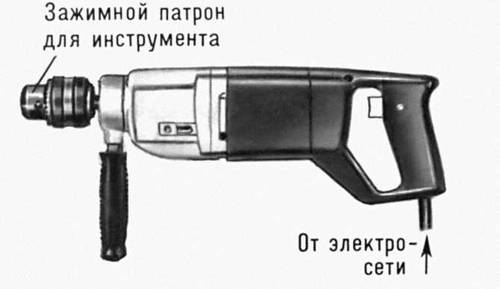 Зажимной патрон
для инструмента
От электро-
сети